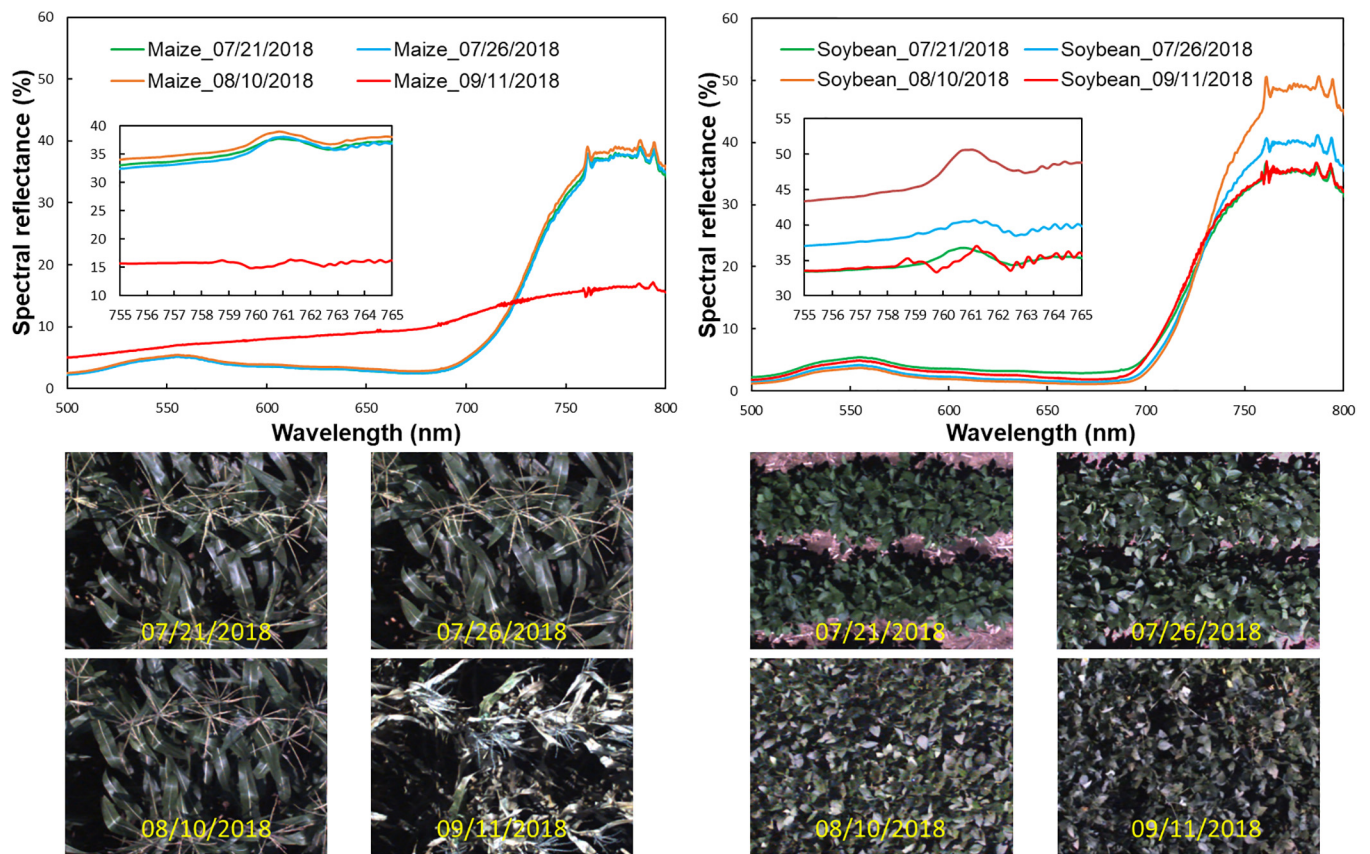 60
50
40
30
20
10
0
Spectral reflectance (%)
Maize_07/21/2018 Maize_07/26/2018
Maize_08/10/2018 Maize_09/11/2018
40
35
30
25
20
15
10
755 756 757 758 759 760 761 762 763 764 765
500 550 600 650 700 750 800
Wavelength (nm)
60
50
40
30
20
10
0
Spectral reflectance (%)
Soybean_07/21/2018 Soybean_07/26/2018
Soybean_08/10/2018 Soybean_09/11/2018
55
50
45
40
35
30
755 756 757 758 759 760 761 762 763 764 765
500 550 600 650 700 750 800
Wavelength (nm)
07/21/2018 07/26/2018
08/10/2018 09/11/2018
07/21/2018 07/26/2018
08/10/2018 09/11/2018